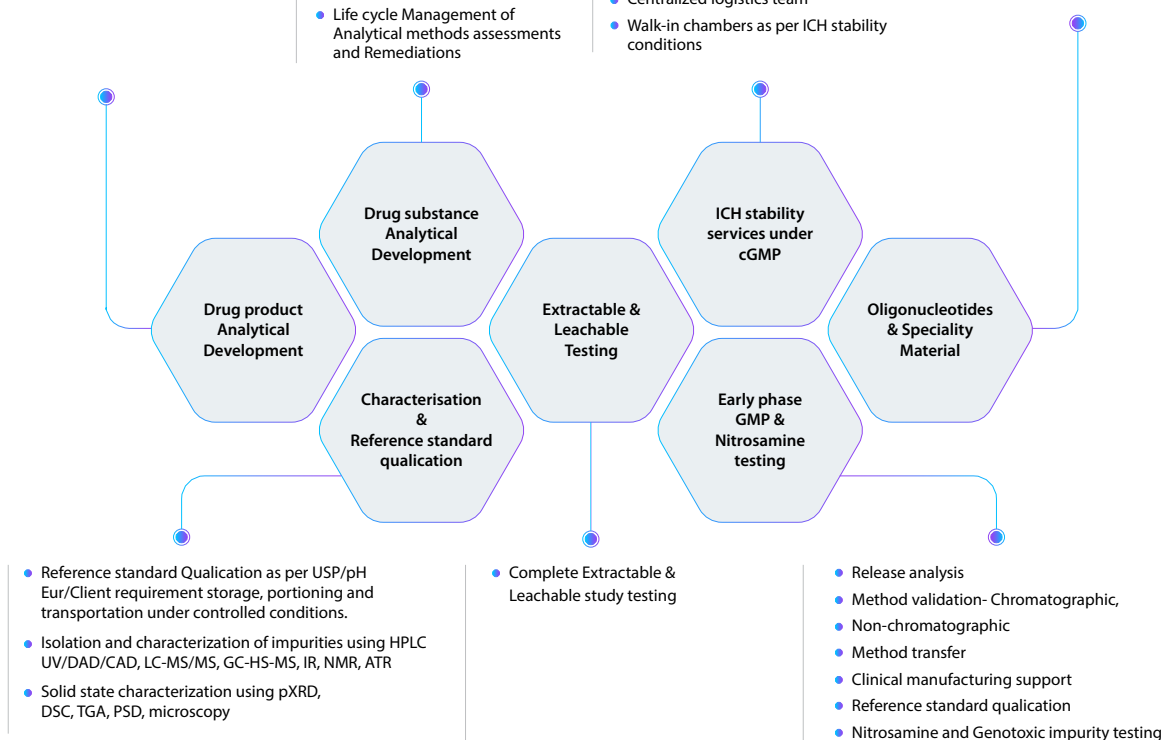 Life cycle Management of
Analytical methods assessments
and Remediations
Centralized logistics team
Walk-in chambers as per ICH stability
conditions
Drug substance
Analytical
Development
ICH stability
services under
cGMP
Drug product
Analytical
Development
Extractable &
Leachable
Testing
Oligonucleotides
& Speciality
Material
Characterisation
&
Reference standard
qualication
Early phase
GMP &
Nitrosamine
testing
Reference standard Qualication as per USP/pH
Eur/Client requirement storage, portioning and
transportation under controlled conditions.
Isolation and characterization of impurities using HPLC
UV/DAD/CAD, LC-MS/MS, GC-HS-MS, IR, NMR, ATR
Solid state characterization using pXRD,
DSC, TGA, PSD, microscopy
Complete Extractable &
Leachable study testing
Release analysis
Method validation- Chromatographic,
Non-chromatographic
Method transfer
Clinical manufacturing support
Reference standard qualication
Nitrosamine and Genotoxic impurity testing